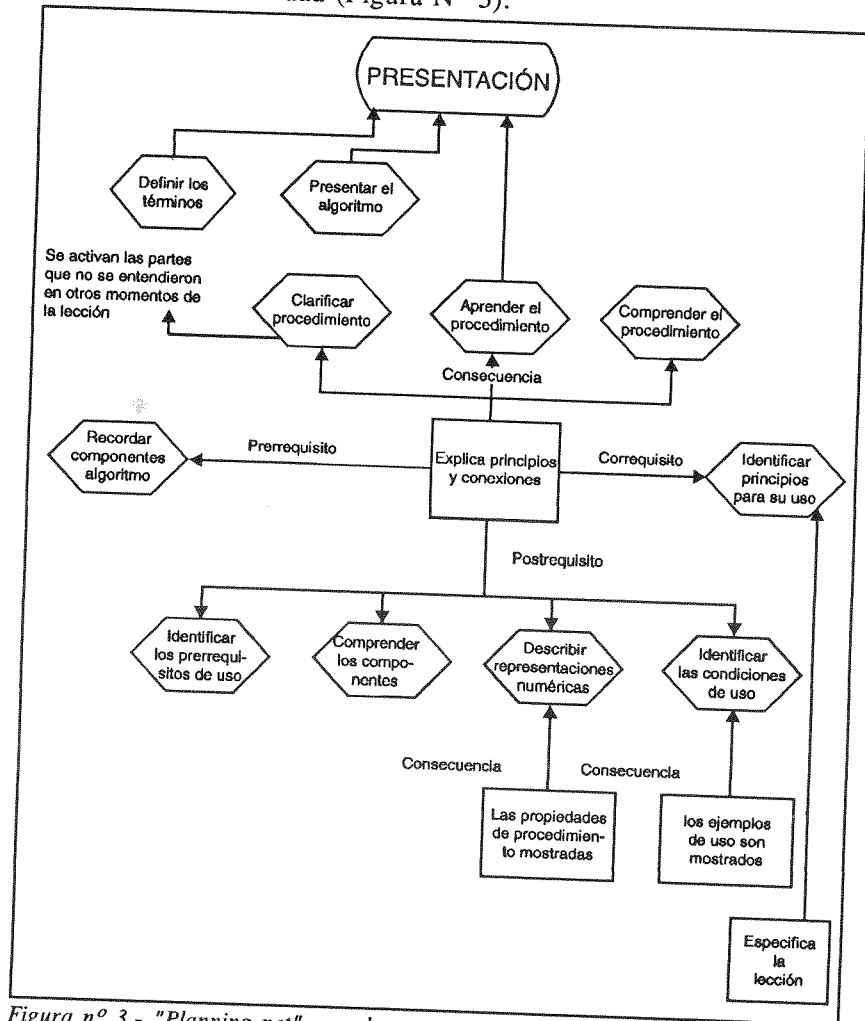 (Figura Nº 3).
PRESENTACIÓN
Definir los
términos
Presentar el
algoritmo
Se activan las partes
que no se entendieron
en otros momentos de
la lección
Clarificar
procedimiento
Aprender el
procedimiento
Comprender el
procedimiento
Consecuencia
Recordar
componentes
algoritmo
Prerrequisito
Explica principios
y conexiones
Correquisito
Identificar
principios
para su uso
Postrequisito
Identificar
los prerrequi-
sitos de uso
Comprender
los compo-
nentes
Describir
representaciones
numéricas
Identificar
las condiciones
de uso
Consecuencia
Consecuencia
Las propiedades
de procedimien-
to mostradas
los ejemplos
de uso son
mostrados
Especifica
la
lección
Figura nº 3.- "Planning net"